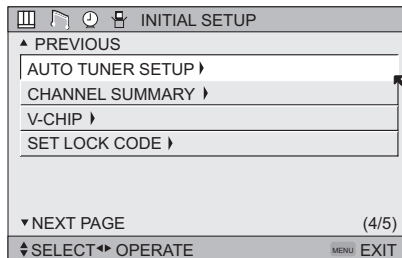 INITIAL SETUP
PREVIOUS
AUTO TUNER SETUP
CHANNEL SUMMARY
V-CHIP
SET LOCK CODE
NEXT PAGE (4/5)
SELECT OPERATE MENU EXIT